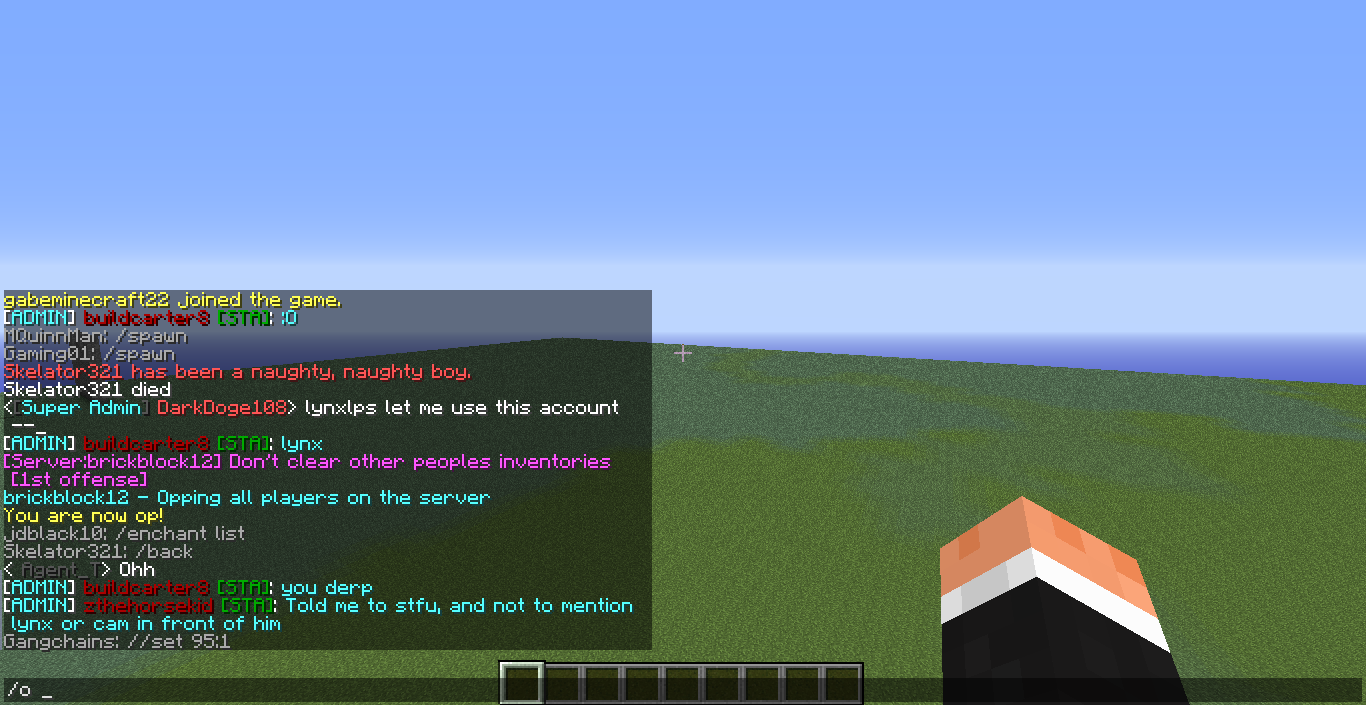 gabeminecraft22 joined the game.
[ADMIN] buildcarter8 [STA]: :O
MQuinnMan: /spawn
Gaming01: /spawn
Skelator321 has been a naughty, naughty boy.
Skelator321 died
<[Super Admin] DarkDoge108> lynxlps let me use this account
--_
[ADMIN] buildcarter8 [STA]: lynx
[Server:brickblock12] Don't clear other peoples inventories
[1st offense]
brickblock12 - Opping all players on the server
You are now op!
jdblack10: /enchant list
Skelator321: /back
< Agent_T> Ohh
[ADMIN] buildcarter8 [STA]: you derp
[ADMIN] zthehorsekid [STA]: Told me to stfu, and not to mention
lynx or cam in front of him
Gangchains: //set 95:1
/o _